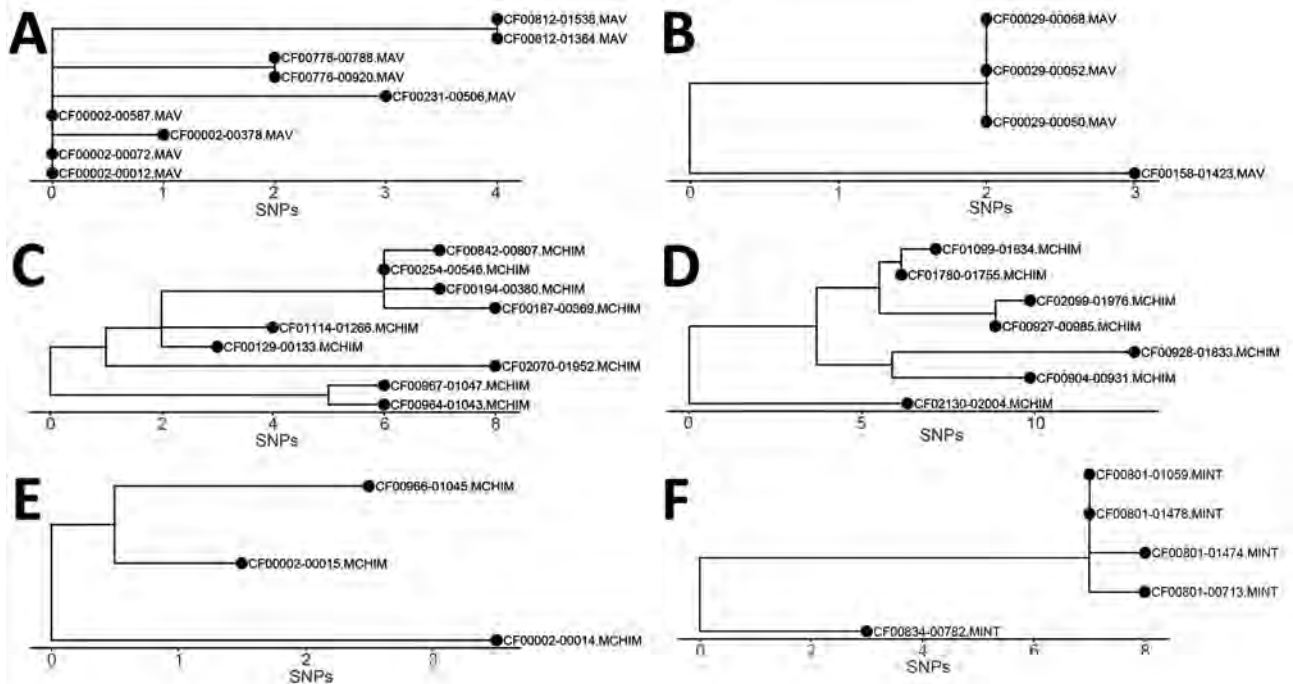 A
CF00812-01538.MAV
CF00812-01364.MAV
CF00776-00788.MAV
CF00776-00920.MAV
CF00231-00506.MAV
CF00002-00587.MAV
CF00002-00378.MAV
CF00002-00072.MAV
CF00002-00012.MAV
0 1 2 3 4
SNPs
B
CF00029-00068.MAV
CF00029-00052.MAV
CF00029-00050.MAV
CF00158-01423.MAV
0 1 2 3
SNPs
C
CF00842-00807.MCHIM
CF00254-00546.MCHIM
CF00194-00380.MCHIM
CF00187-00369.MCHIM
CF01114-01266.MCHIM
CF00129-00133.MCHIM
CF02070-01952.MCHIM
CF00967-01047.MCHIM
CF00964-01043.MCHIM
0 2 4 6 8
SNPs
D
CF01099-01634.MCHIM
CF01780-01755.MCHIM
CF02099-01976.MCHIM
CF00927-00985.MCHIM
CF00928-01833.MCHIM
CF00904-00931.MCHIM
CF02130-02004.MCHIM
0 5 10
SNPs
E
CF00966-01045.MCHIM
CF00002-00015.MCHIM
CF00002-00014.MCHIM
0 1 2
SNPs
F
CF00801-01059.MINT
CF00801-01478.MINT
CF00801-01474.MINT
CF00801-00713.MINT
CF00834-00782.MINT
0 2 4 6 8
SNPs